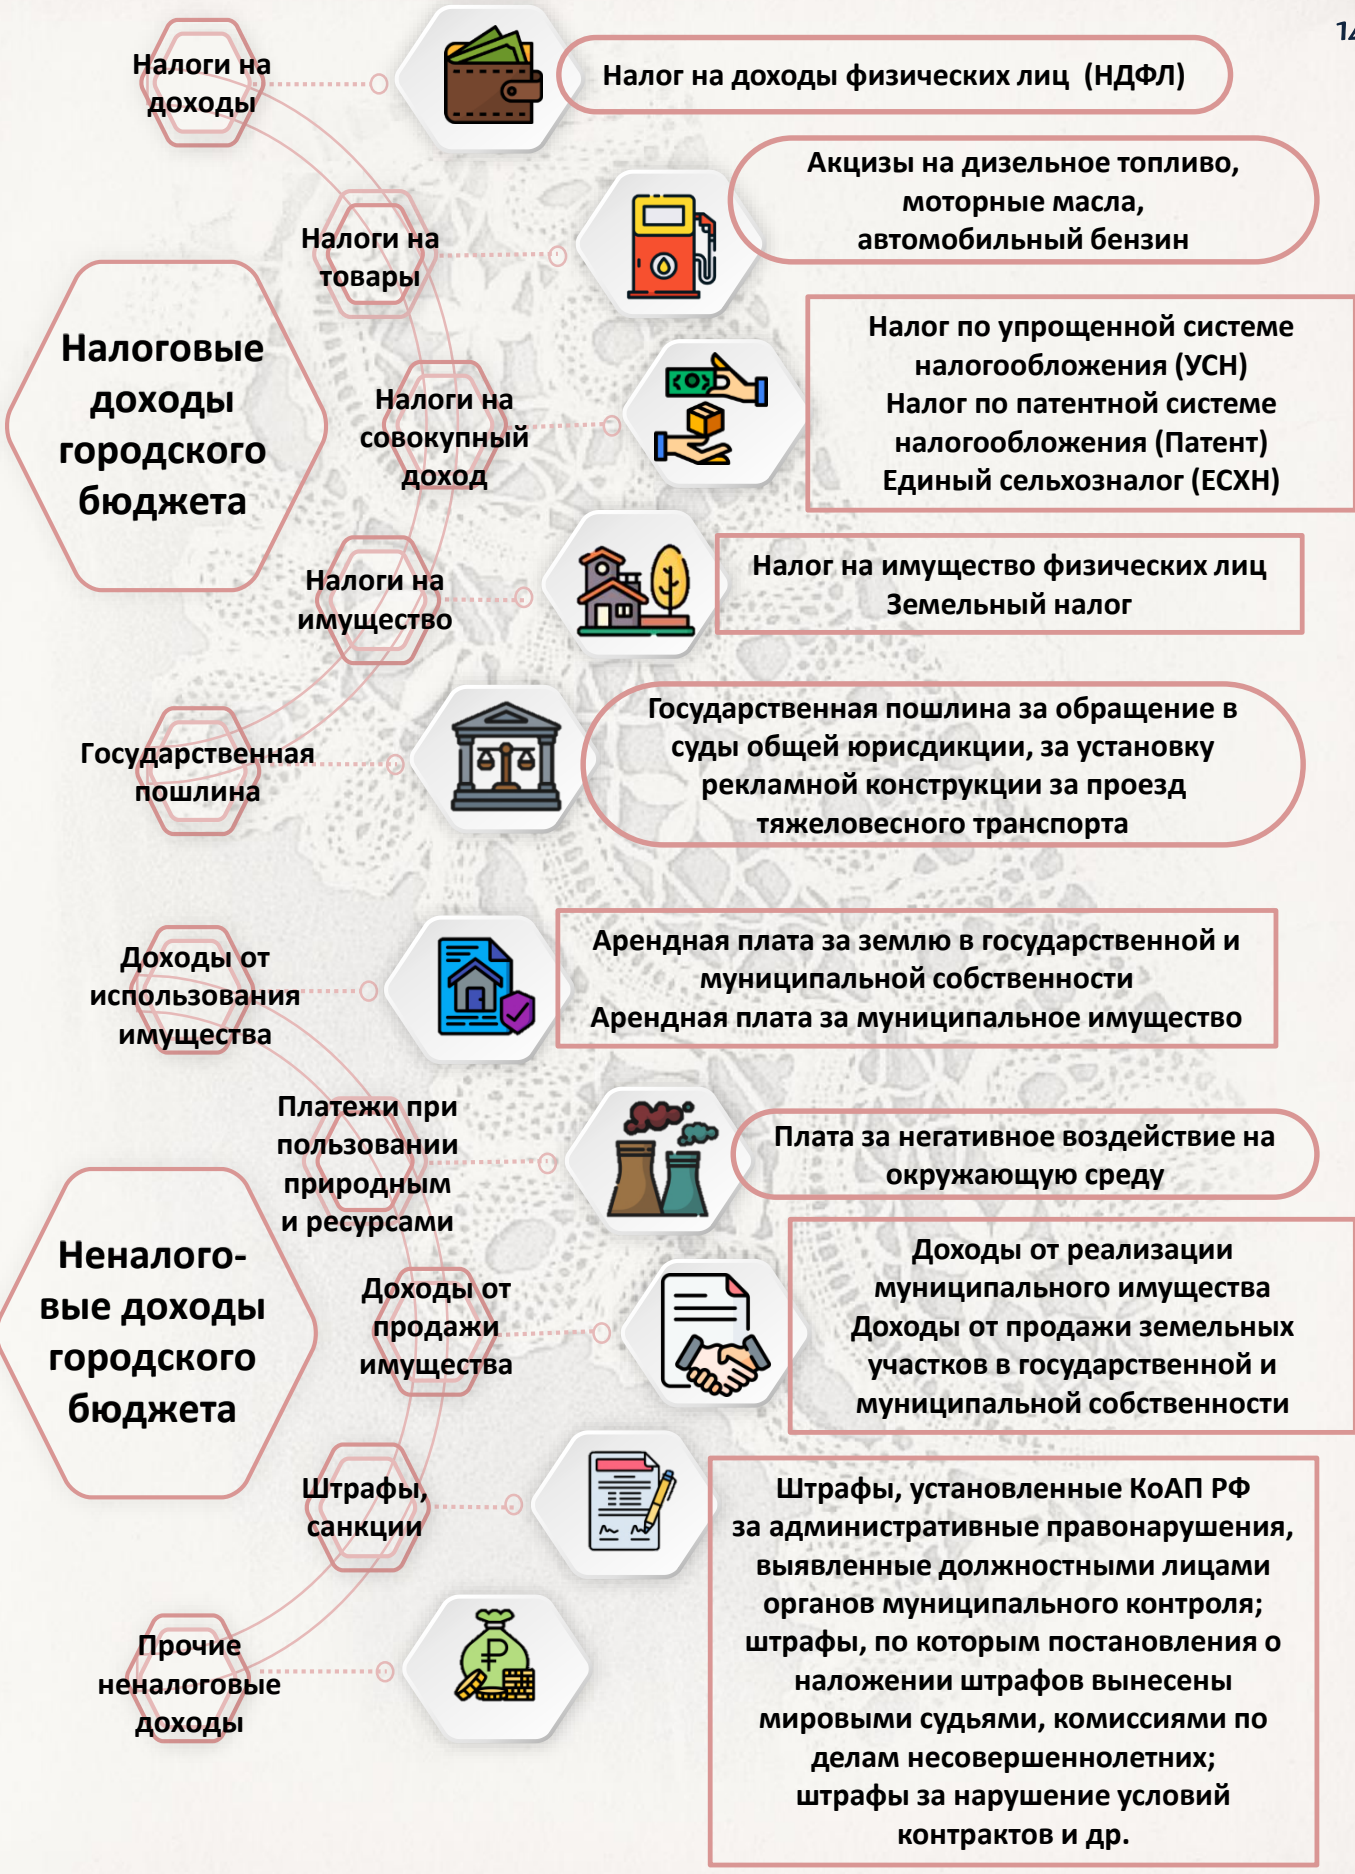 Налоги на
доходы
Налог на доходы физических лиц (НДФЛ)
Налоги на
товары
Акцизы на дизельное топливо,
моторные масла,
автомобильный бензин
Налоговые
доходы
городского
бюджета
Налоги на
совокупный
доход
Налог по упрощенной системе
налогообложения (УСН)
Налог по патентной системе
налогообложения (Патент)
Единый сельхозналог (ЕСХН)
Налоги на
имущество
Налог на имущество физических лиц
Земельный налог
Государственная
пошлина
Государственная пошлина за обращение в
суды общей юрисдикции, за установку
рекламной конструкции за проезд
тяжеловесного транспорта
Доходы от
использования
имущества
Арендная плата за землю в государственной и
муниципальной собственности
Арендная плата за муниципальное имущество
Платежи при
пользовании
природным
и ресурсами
Плата за негативное воздействие на
окружающую среду
Неналого-
вые доходы
городского
бюджета
Доходы от
продажи
имущества
Доходы от реализации
муниципального имущества
Доходы от продажи земельных
участков в государственной и
муниципальной собственности
Штрафы,
санкции
Штрафы, установленные КоАП РФ
за административные правонарушения,
выявленные должностными лицами
органов муниципального контроля;
штрафы, по которым постановления о
наложении штрафов вынесены
мировыми судьями, комиссиями по
делам несовершеннолетних;
штрафы за нарушение условий
контрактов и др.
Прочие
неналоговые
доходы